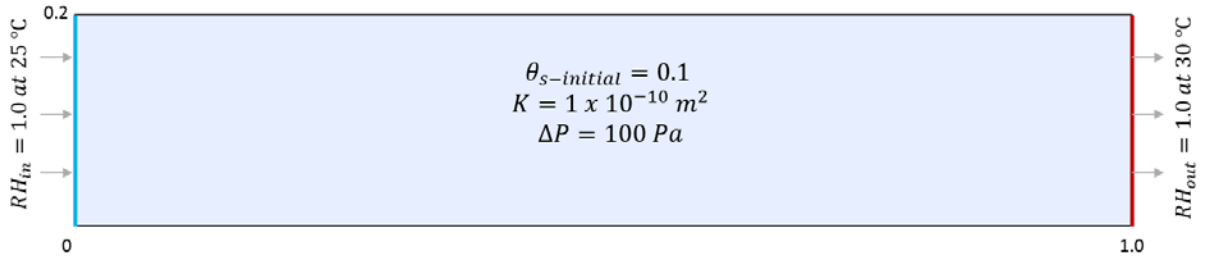 0.2
RH_in = 1.0 at 25 °C
θ_s−initial = 0.1
K = 1 x 10^−10 m^2
ΔP = 100 Pa
RH_out = 1.0 at 30 °C
0
1.0